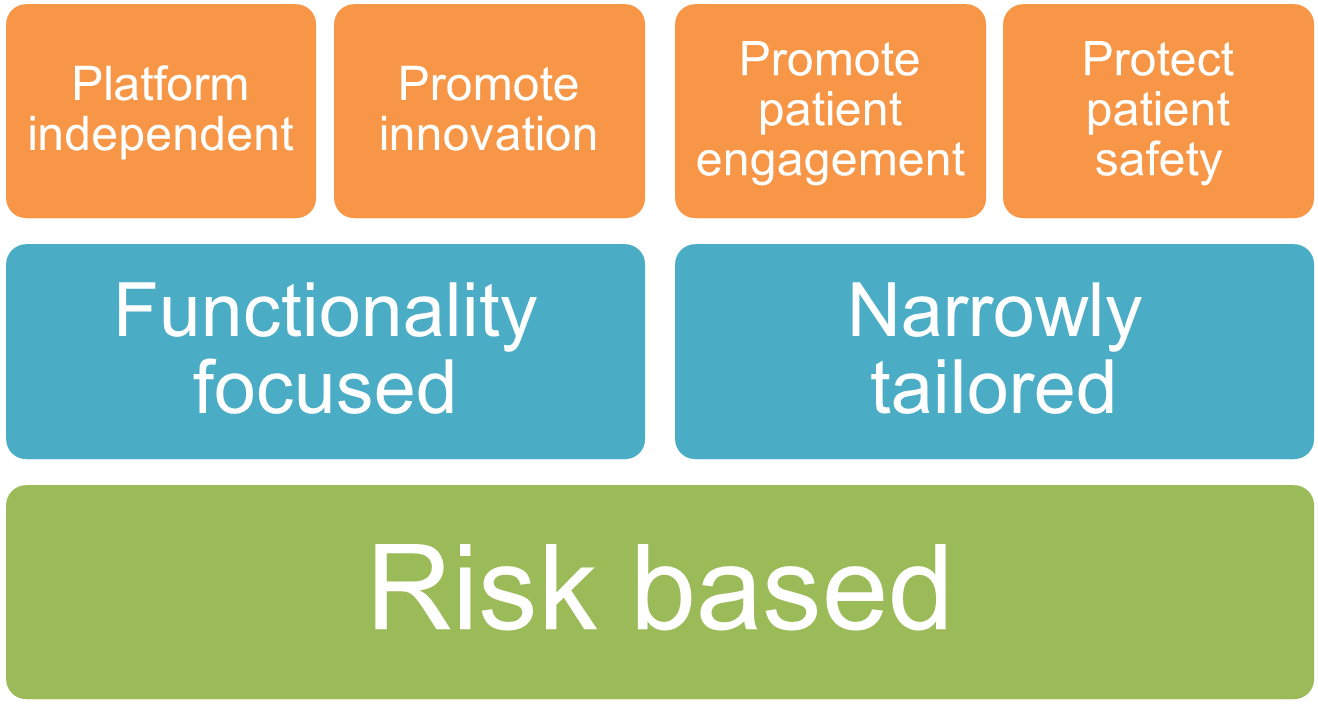 Platform
independent
Promote
innovation
Promote
patient
engagement
Protect
patient
safety
Functionality
focused
Narrowly
tailored
Risk based